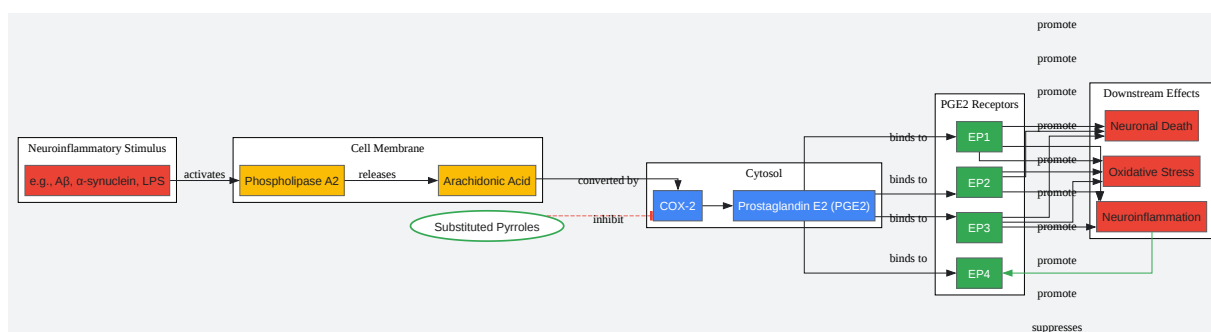 Neuroinflammatory Stimulus
e.g., Aβ, α-synuclein, LPS
activates
Cell Membrane
Phospholipase A2
releases
Arachidonic Acid
Substituted Pyrroles
converted by
inhibit
Cytosol
COX-2
Prostaglandin E2 (PGE2)
binds to
binds to
binds to
binds to
PGE2 Receptors
EP1
EP2
EP3
EP4
promote
promote
promote
promote
promote
promote
promote
promote
promote
suppresses
Downstream Effects
Neuronal Death
Oxidative Stress
Neuroinflammation